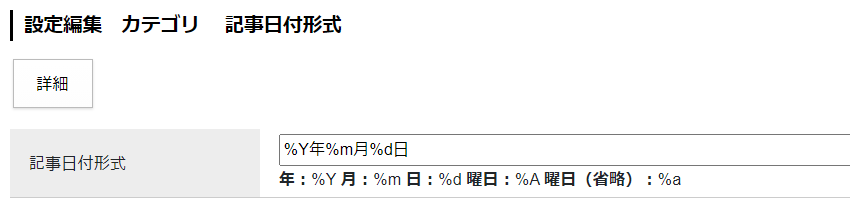 設定編集　カテゴリ　 記事日付形式
詳細
記事日付形式
%Y年%m月%d日
年：%Y 月：%m 日：%d 曜日：%A 曜日（省略）：%a